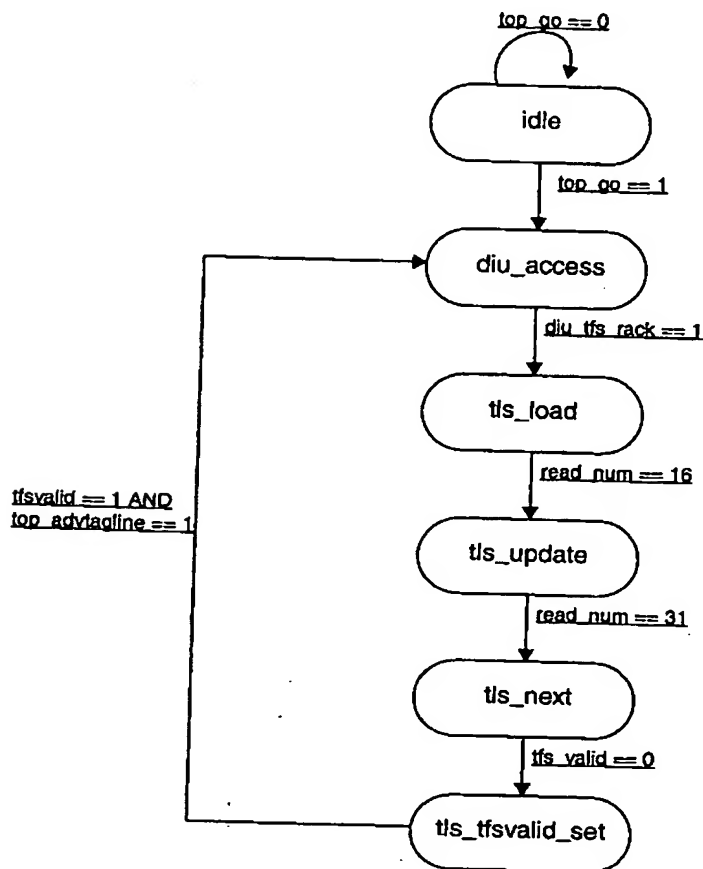 top_go == 0
idle
top_go == 1
diu_access
diu_tfs_rack == 1
tls_load
read_num == 16
tfsvalid == 1 AND
top_advtagline == 1
tls_update
read_num == 31
tls_next
tfs_valid == 0
tls_tfsvalid_set